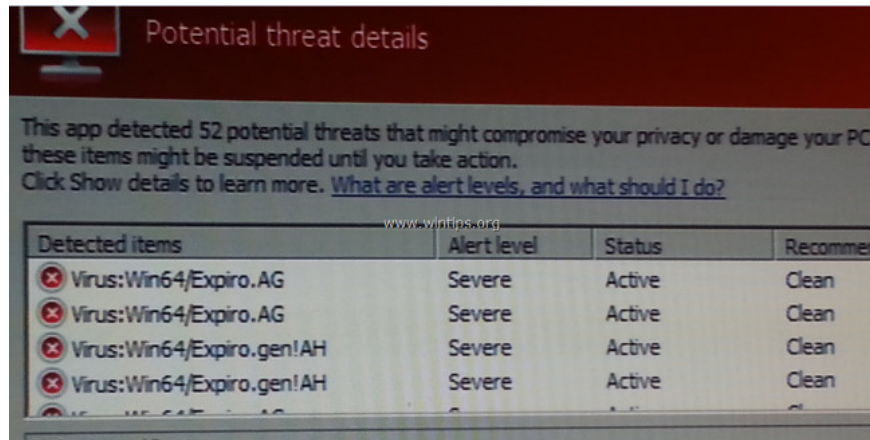 Potential threat details
This app detected 52 potential threats that might compromise your privacy or damage your PC
these items might be suspended until you take action.
Click Show details to learn more. What are alert levels, and what should I do?
www.wintips.org
Detected items Alert level Status Recomme
Virus:Win64/Expiro.AG Severe Active Clean
Virus:Win64/Expiro.AG Severe Active Clean
Virus:Win64/Expiro.gen!AH Severe Active Clean
Virus:Win64/Expiro.gen!AH Severe Active Clean